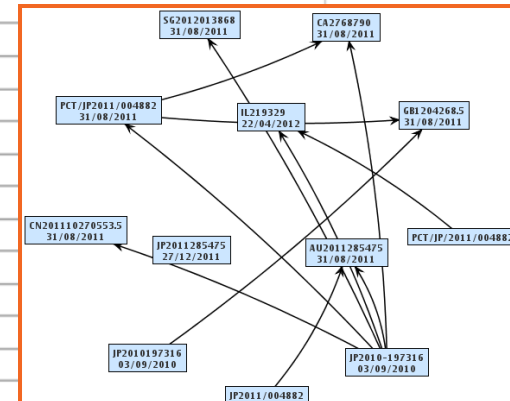 SG2012013868
31/08/2011
CA2768790
31/08/2011
PCT/JP2011/004882
31/08/2011
IL219329
22/04/2012
GB1204268.5
31/08/2011
CN201110270553.5
31/08/2011
JP2011285475
27/12/2011
AU2011285475
31/08/2011
PCT/JP/2011/004882
JP2010197316
03/09/2010
JP2010-197316
03/09/2010
JP2011/004882